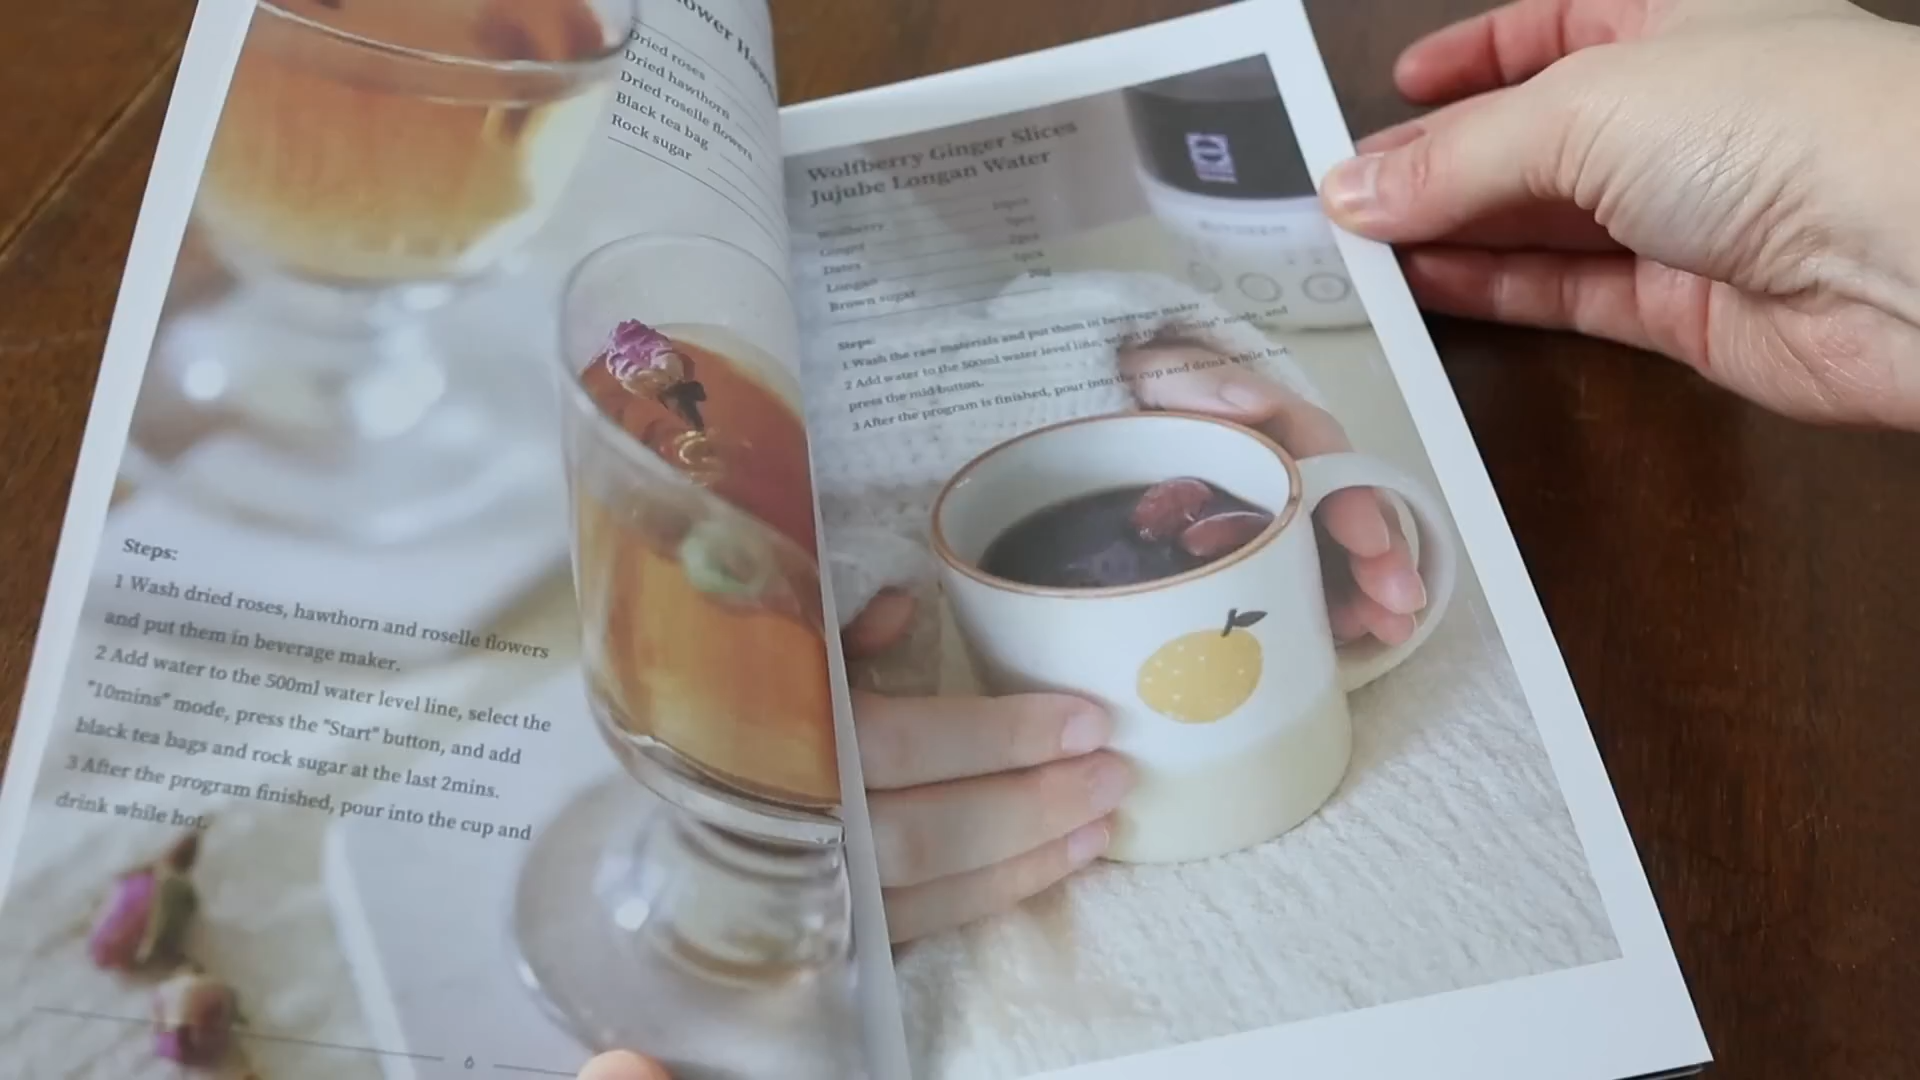 Dried roses
Dried hawthorn
Dried roselle flowers
Black tea bag
Rock sugar
Steps:
1 Wash dried roses, hawthorn and roselle flowers
and put them in beverage maker.
2 Add water to the 500ml water level line, select the
"10mins" mode, press the "Start" button, and add
black tea bags and rock sugar at the last 2mins.
3 After the program finished, pour into the cup and
drink while hot.
6
Wolfberry Ginger Slices
Jujube Longan Water
Wolfberry
Ginger
Dates
Longan
Brown sugar
Steps:
1 Wash the raw materials and put them in beverage maker.
2 Add water to the 500ml water level line, select the mode, and
press the mid button.
3 After the program is finished, pour into the cup and drink while hot.